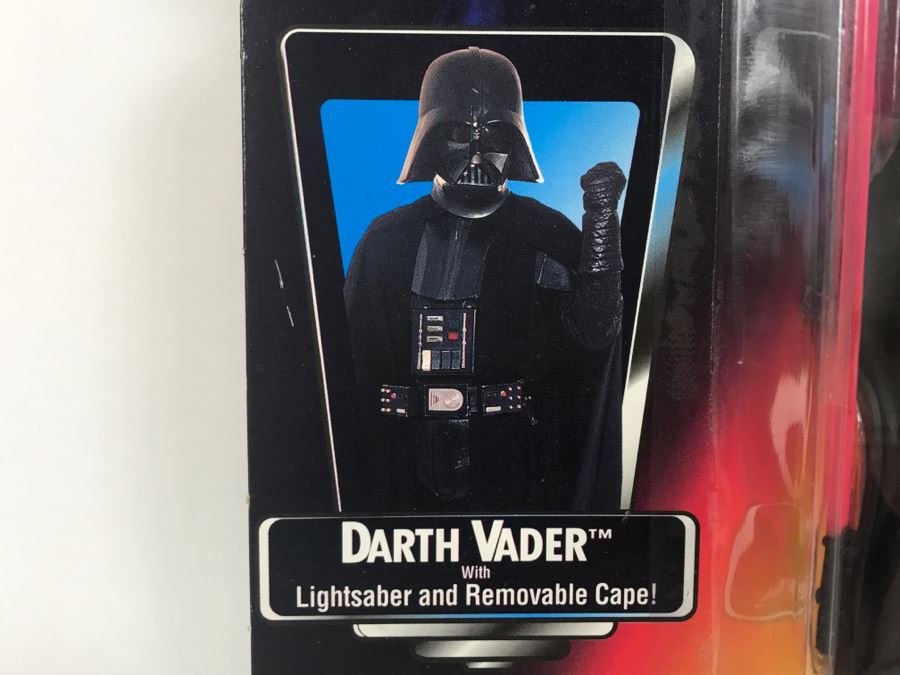 DARTH VADER™
With
Lightsaber and Removable Cape!